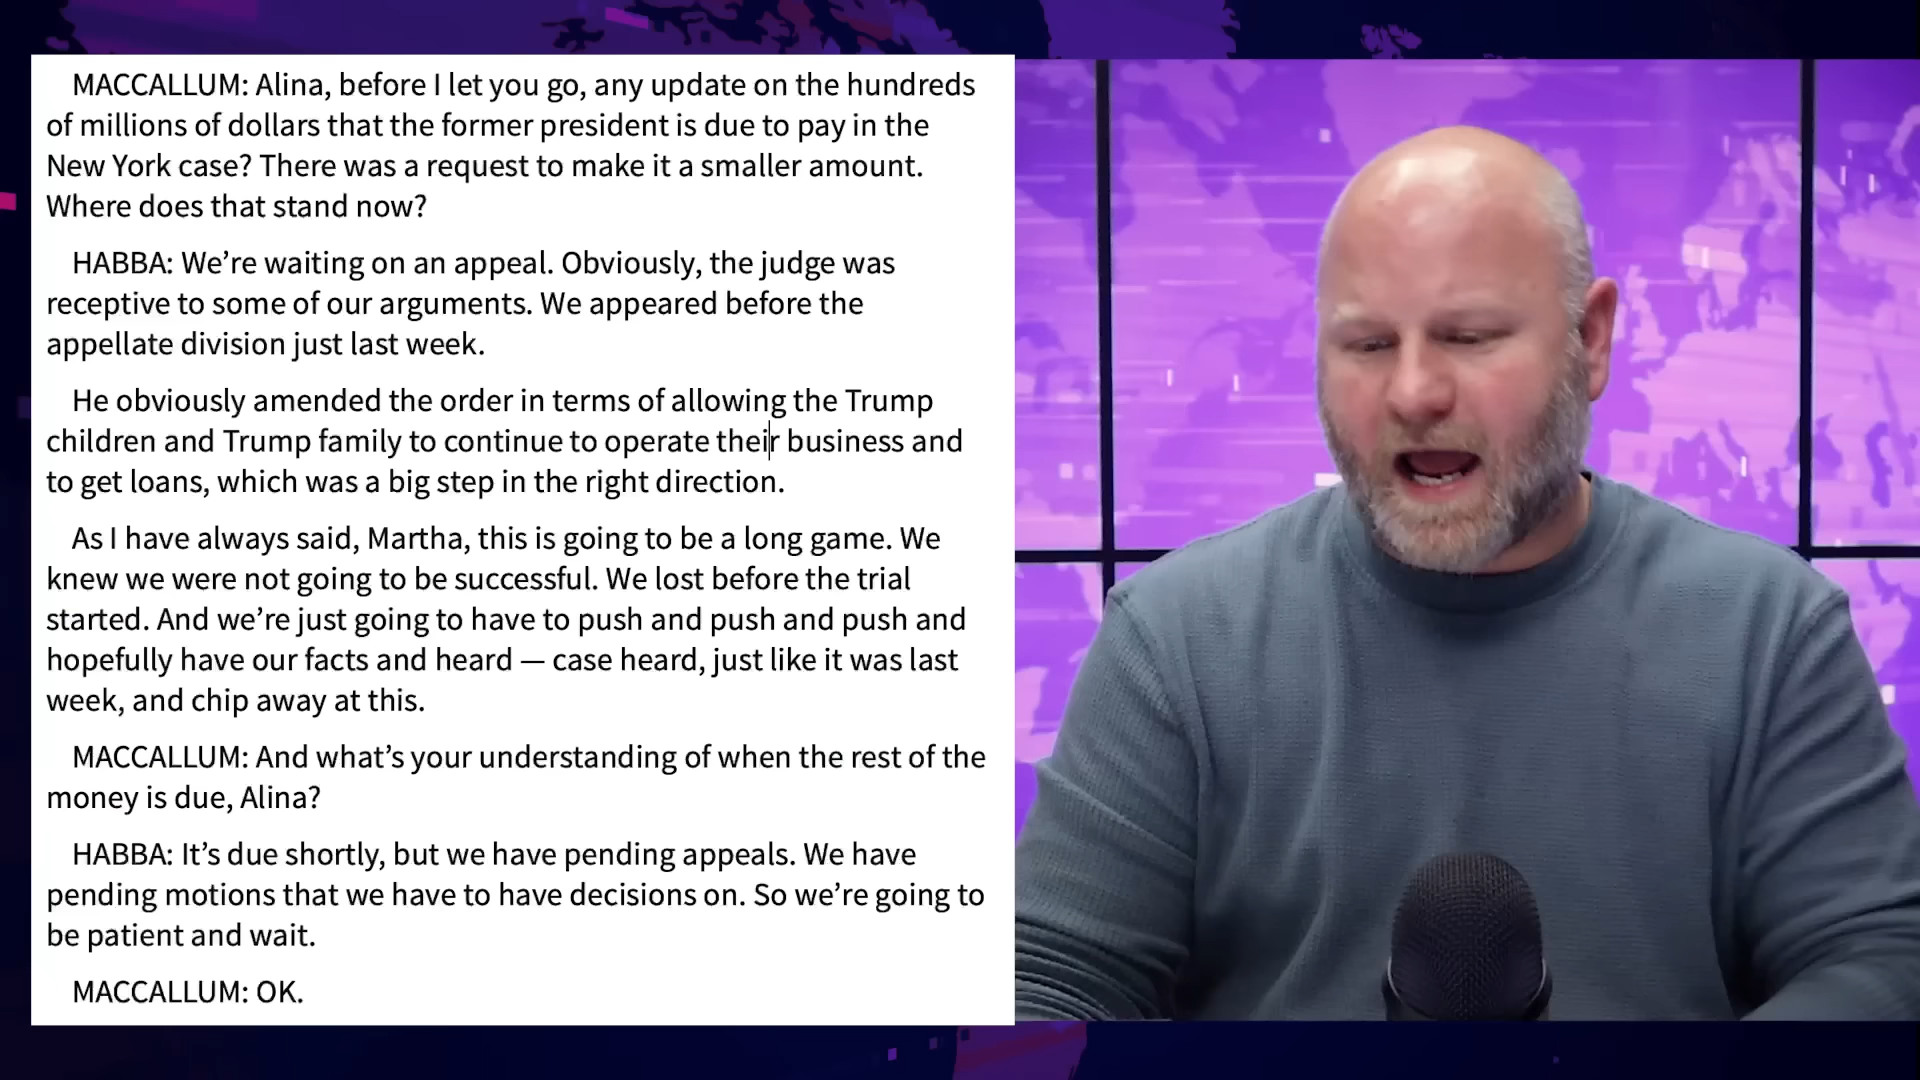 MACCALLUM: Alina, before I let you go, any update on the hundreds
of millions of dollars that the former president is due to pay in the
New York case? There was a request to make it a smaller amount.
Where does that stand now?
HABBA: We’re waiting on an appeal. Obviously, the judge was
receptive to some of our arguments. We appeared before the
appellate division just last week.
He obviously amended the order in terms of allowing the Trump
children and Trump family to continue to operate their business and
to get loans, which was a big step in the right direction.
As I have always said, Martha, this is going to be a long game. We
knew we were not going to be successful. We lost before the trial
started. And we’re just going to have to push and push and push and
hopefully have our facts and heard — case heard, just like it was last
week, and chip away at this.
MACCALLUM: And what’s your understanding of when the rest of the
money is due, Alina?
HABBA: It’s due shortly, but we have pending appeals. We have
pending motions that we have to have decisions on. So we’re going to
be patient and wait.
MACCALLUM: OK.